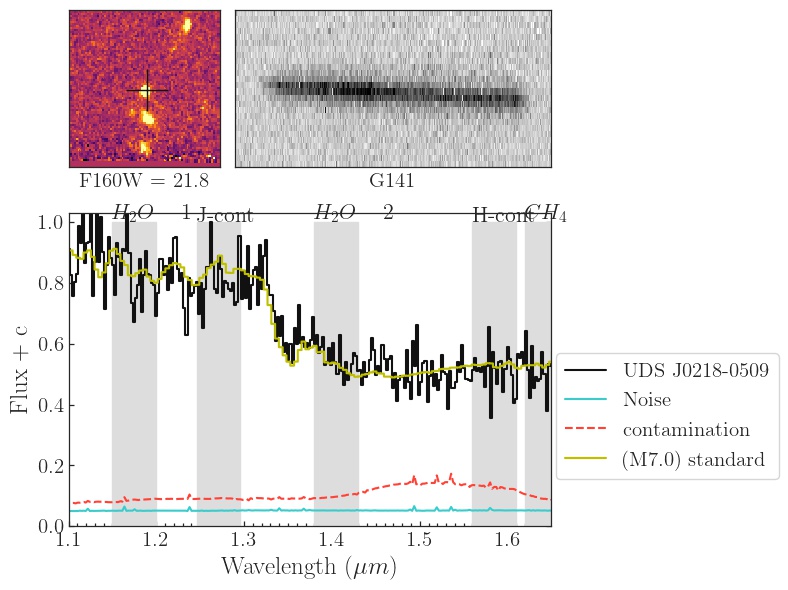 F160W = 21.8
G141
H₂O 1 J-cont H₂O 2 H-cont CH₄
1.0
0.8
0.6
0.4
0.2
0.0
Flux + c
1.1 1.2 1.3 1.4 1.5 1.6
Wavelength (μm)
UDS J0218-0509
Noise
contamination
(M7.0) standard